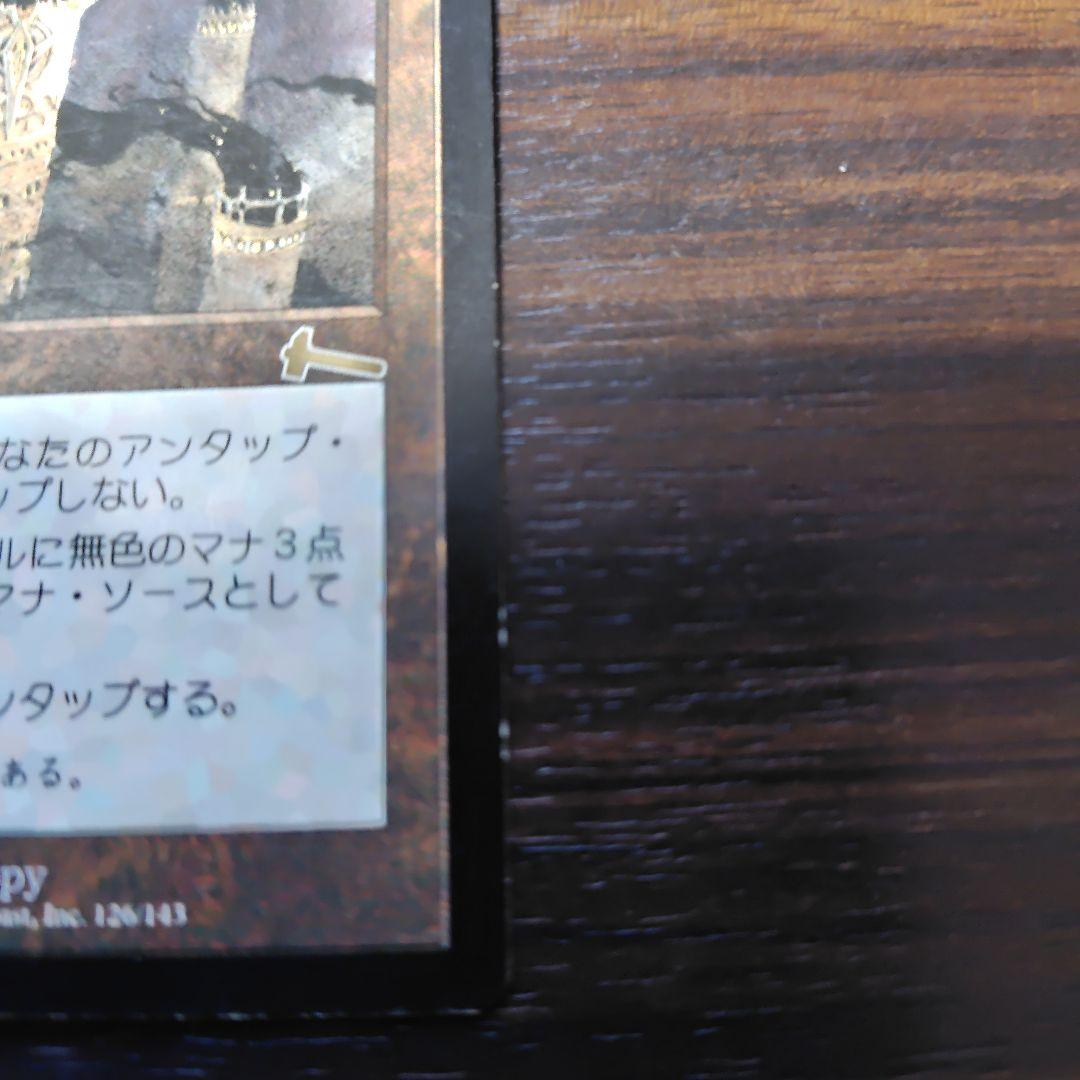 なたのアンタップ・
ップしない。
ルに無色のマナ３点
マナ・ソースとして
ンタップする。
ある。
py
Inc. 126/143